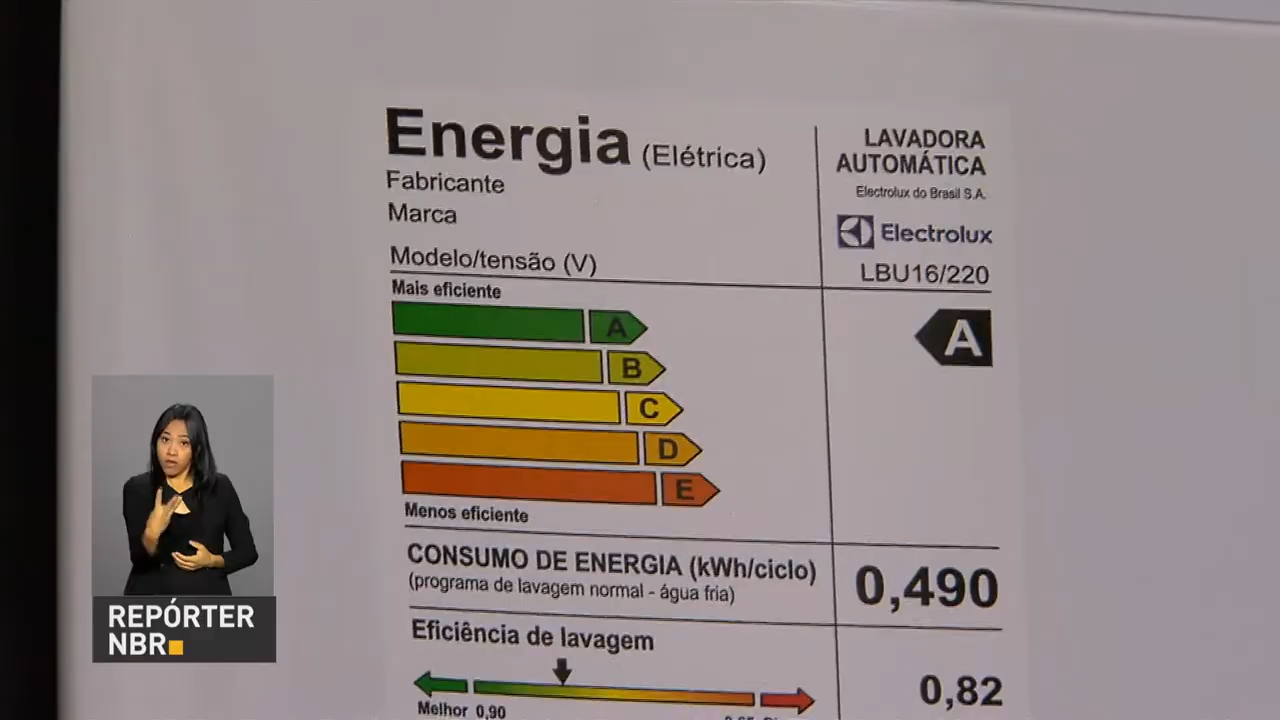 Energia (Elétrica)
Fabricante
Marca
Modelo/tensão (V)
LAVADORA
AUTOMÁTICA
Electrolux do Brasil S.A.
Electrolux
LBU16/220
Mais eficiente
A
B
C
D
E
Menos eficiente
A
CONSUMO DE ENERGIA (kWh/ciclo)
(programa de lavagem normal - água fria)
0,490
Eficiência de lavagem
0,82
Melhor 0,90
REPÓRTER
NBR